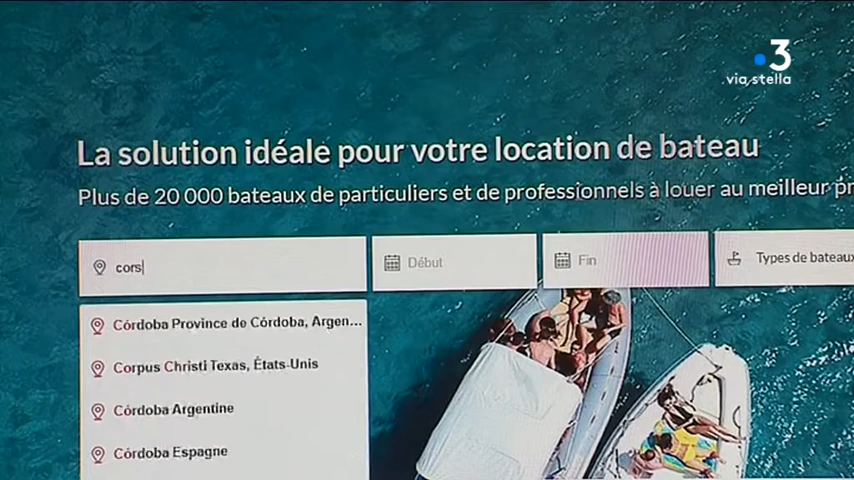 3
via stella
La solution idéale pour votre location de bateau
Plus de 20 000 bateaux de particuliers et de professionnels à louer au meilleur pr
cors
Début
Fin
Types de bateaux
Córdoba Province de Córdoba, Argen...
Corpus Christi Texas, États-Unis
Córdoba Argentine
Córdoba Espagne